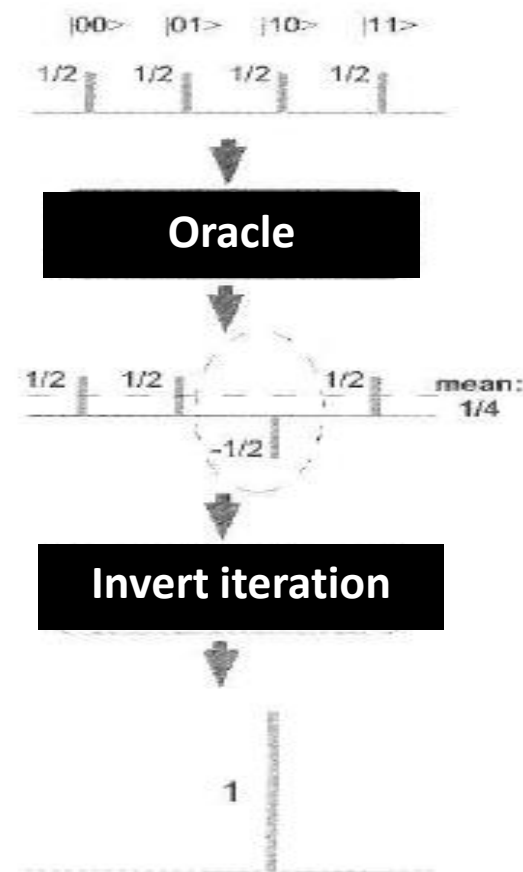 |00> |01> |10> |11>
1/2 1/2 1/2 1/2
Oracle
1/2 1/2 1/2 mean:
1/4
-1/2
Invert iteration
1